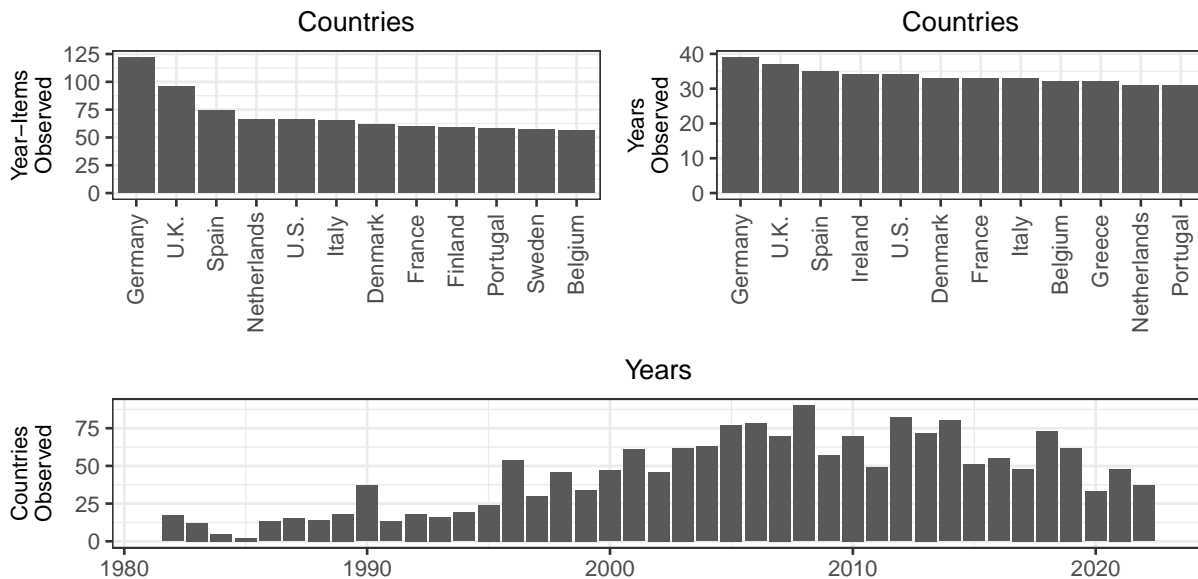 Countries
Year−Items
Observed
125
100
75
50
25
0
Germany
U.K.
Spain
Netherlands
U.S.
Italy
Denmark
France
Finland
Portugal
Sweden
Belgium
Countries
Years
Observed
40
30
20
10
0
Germany
U.K.
Spain
Ireland
U.S.
Denmark
France
Italy
Belgium
Greece
Netherlands
Portugal
Years
Countries
Observed
75
50
25
0
1980
1990
2000
2010
2020